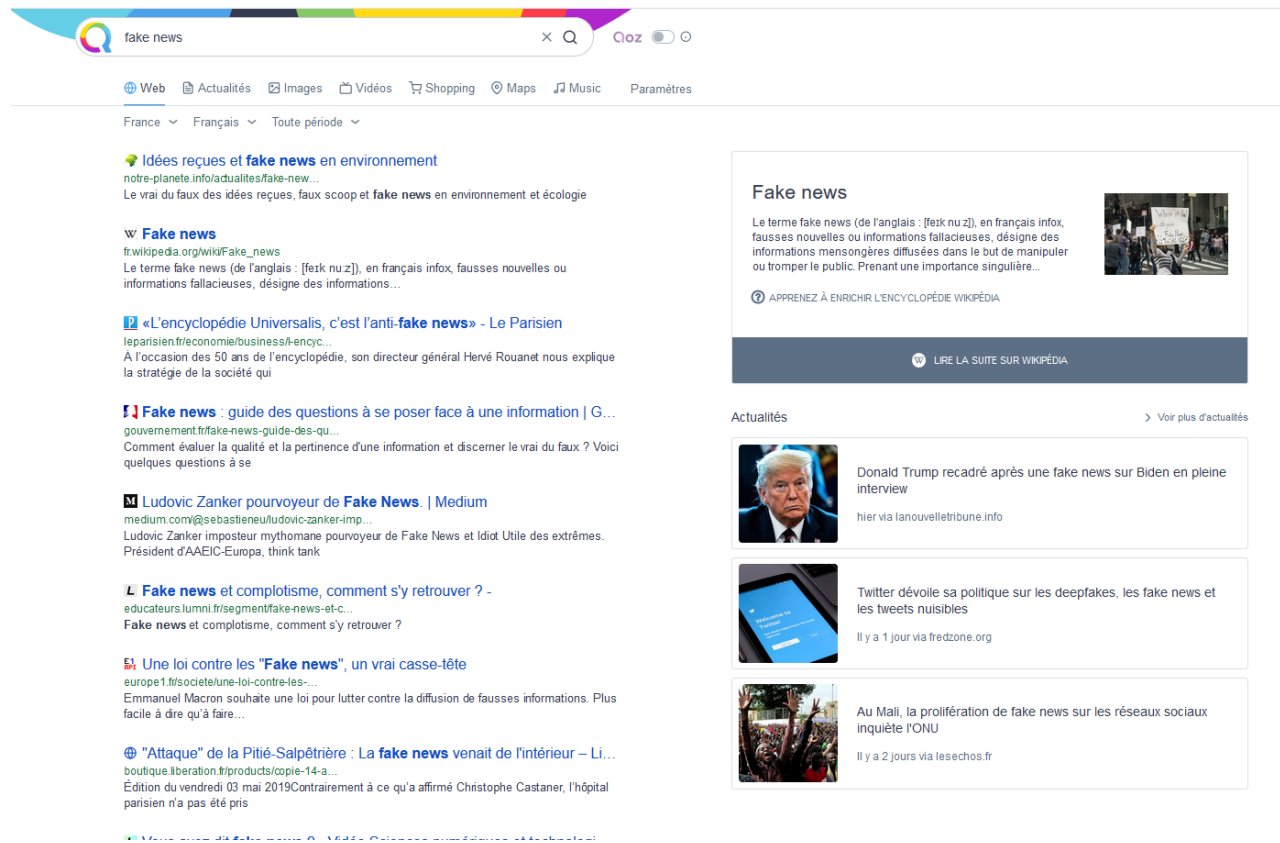 fake news
Qoz
Web Actualités Images Vidéos Shopping Maps Music Paramètres
France Français Toute période
Idées reçues et fake news en environnement
notre-planete.info/actualites/fake-new…
Le vrai du faux des idées reçues, faux scoop et fake news en environnement et écologie
Fake news
fr.wikipedia.org/wiki/Fake_news
Le terme fake news (de l'anglais : [feɪk nuːz]), en français infox, fausses nouvelles ou
informations fallacieuses, désigne des informations…
«L'encyclopédie Universalis, c'est l'anti-fake news» - Le Parisien
leparisien.fr/economie/business/l-encyc…
À l'occasion des 50 ans de l'encyclopédie, son directeur général Hervé Rouanet nous explique
la stratégie de la société qui
Fake news : guide des questions à se poser face à une information | G…
gouvernement.fr/fake-news-guide-des-qu…
Comment évaluer la qualité et la pertinence d'une information et discerner le vrai du faux ? Voici
quelques questions à se
Ludovic Zanker pourvoyeur de Fake News. | Medium
medium.com/@sebastieneu/ludovic-zanker-imp…
Ludovic Zanker imposteur mythomane pourvoyeur de Fake News et Idiot Utile des extrêmes.
Président d'AAEIC-Europa, think tank
Fake news et complotisme, comment s'y retrouver ? -
educateurs.lumni.fr/segment/fake-news-et-c…
Fake news et complotisme, comment s'y retrouver ?
Une loi contre les "Fake news", un vrai casse-tête
europe1.fr/societe/une-loi-contre-les-…
Emmanuel Macron souhaite une loi pour lutter contre la diffusion de fausses informations. Plus
facile à dire qu'à faire…
"Attaque" de la Pitié-Salpêtrière : La fake news venait de l'intérieur – Li…
boutique.liberation.fr/products/copie-14-a…
Édition du vendredi 03 mai 2019Contrairement à ce qu'a affirmé Christophe Castaner, l'hôpital
parisien n'a pas été pris
Fake news
Le terme fake news (de l'anglais : [feɪk nuːz]), en français infox,
fausses nouvelles ou informations fallacieuses, désigne des
informations mensongères diffusées dans le but de manipuler
ou tromper le public. Prenant une importance singulière...
APPRENEZ À ENRICHIR L'ENCYCLOPÉDIE WIKIPÉDIA
LIRE LA SUITE SUR WIKIPÉDIA
Actualités
Voir plus d'actualités
Donald Trump recadré après une fake news sur Biden en pleine
interview
hier via lanouvelletribune.info
Welcome to
Twitter
Twitter dévoile sa politique sur les deepfakes, les fake news et
les tweets nuisibles
Il y a 1 jour via fredzone.org
Au Mali, la prolifération de fake news sur les réseaux sociaux
inquiète l'ONU
Il y a 2 jours via lesechos.fr